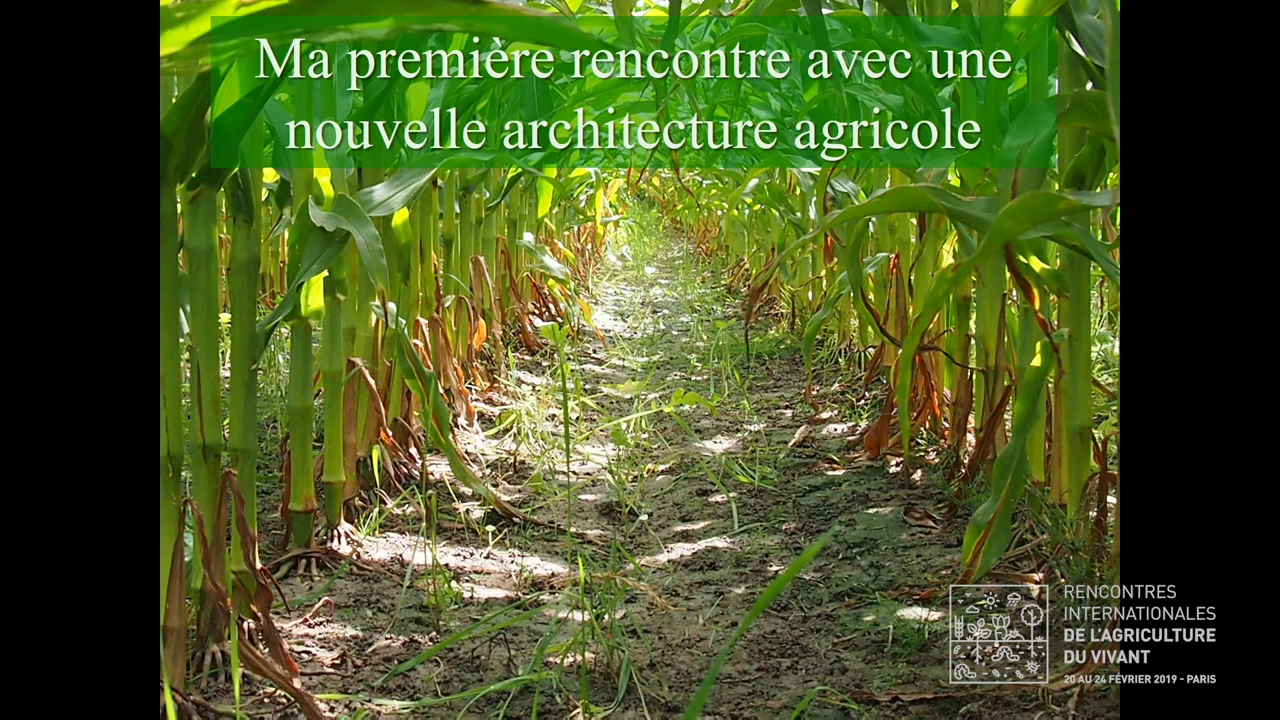 Ma première rencontre avec une
nouvelle architecture agricole
RENCONTRES
INTERNATIONALES
DE L'AGRICULTURE
DU VIVANT
20 AU 24 FÉVRIER 2019 - PARIS